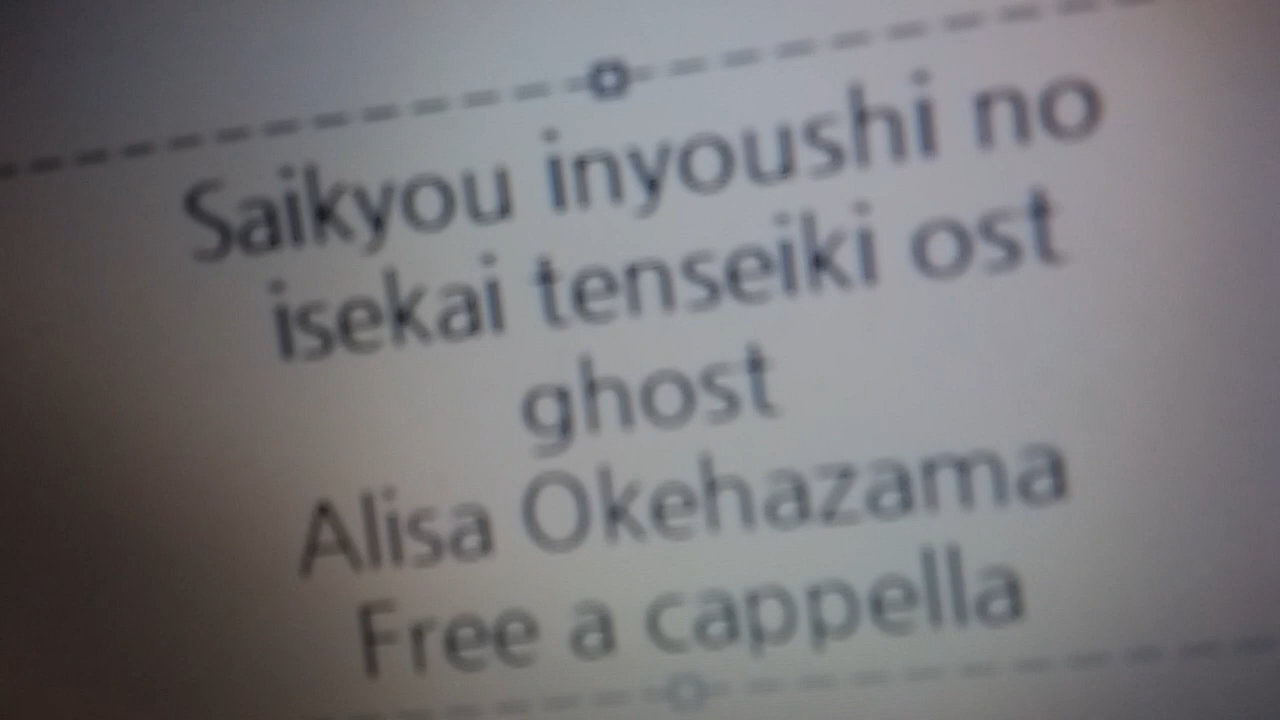 Saikyou inyoushi no
isekai tenseiki ost
ghost
Alisa Okehazama
Free a cappella